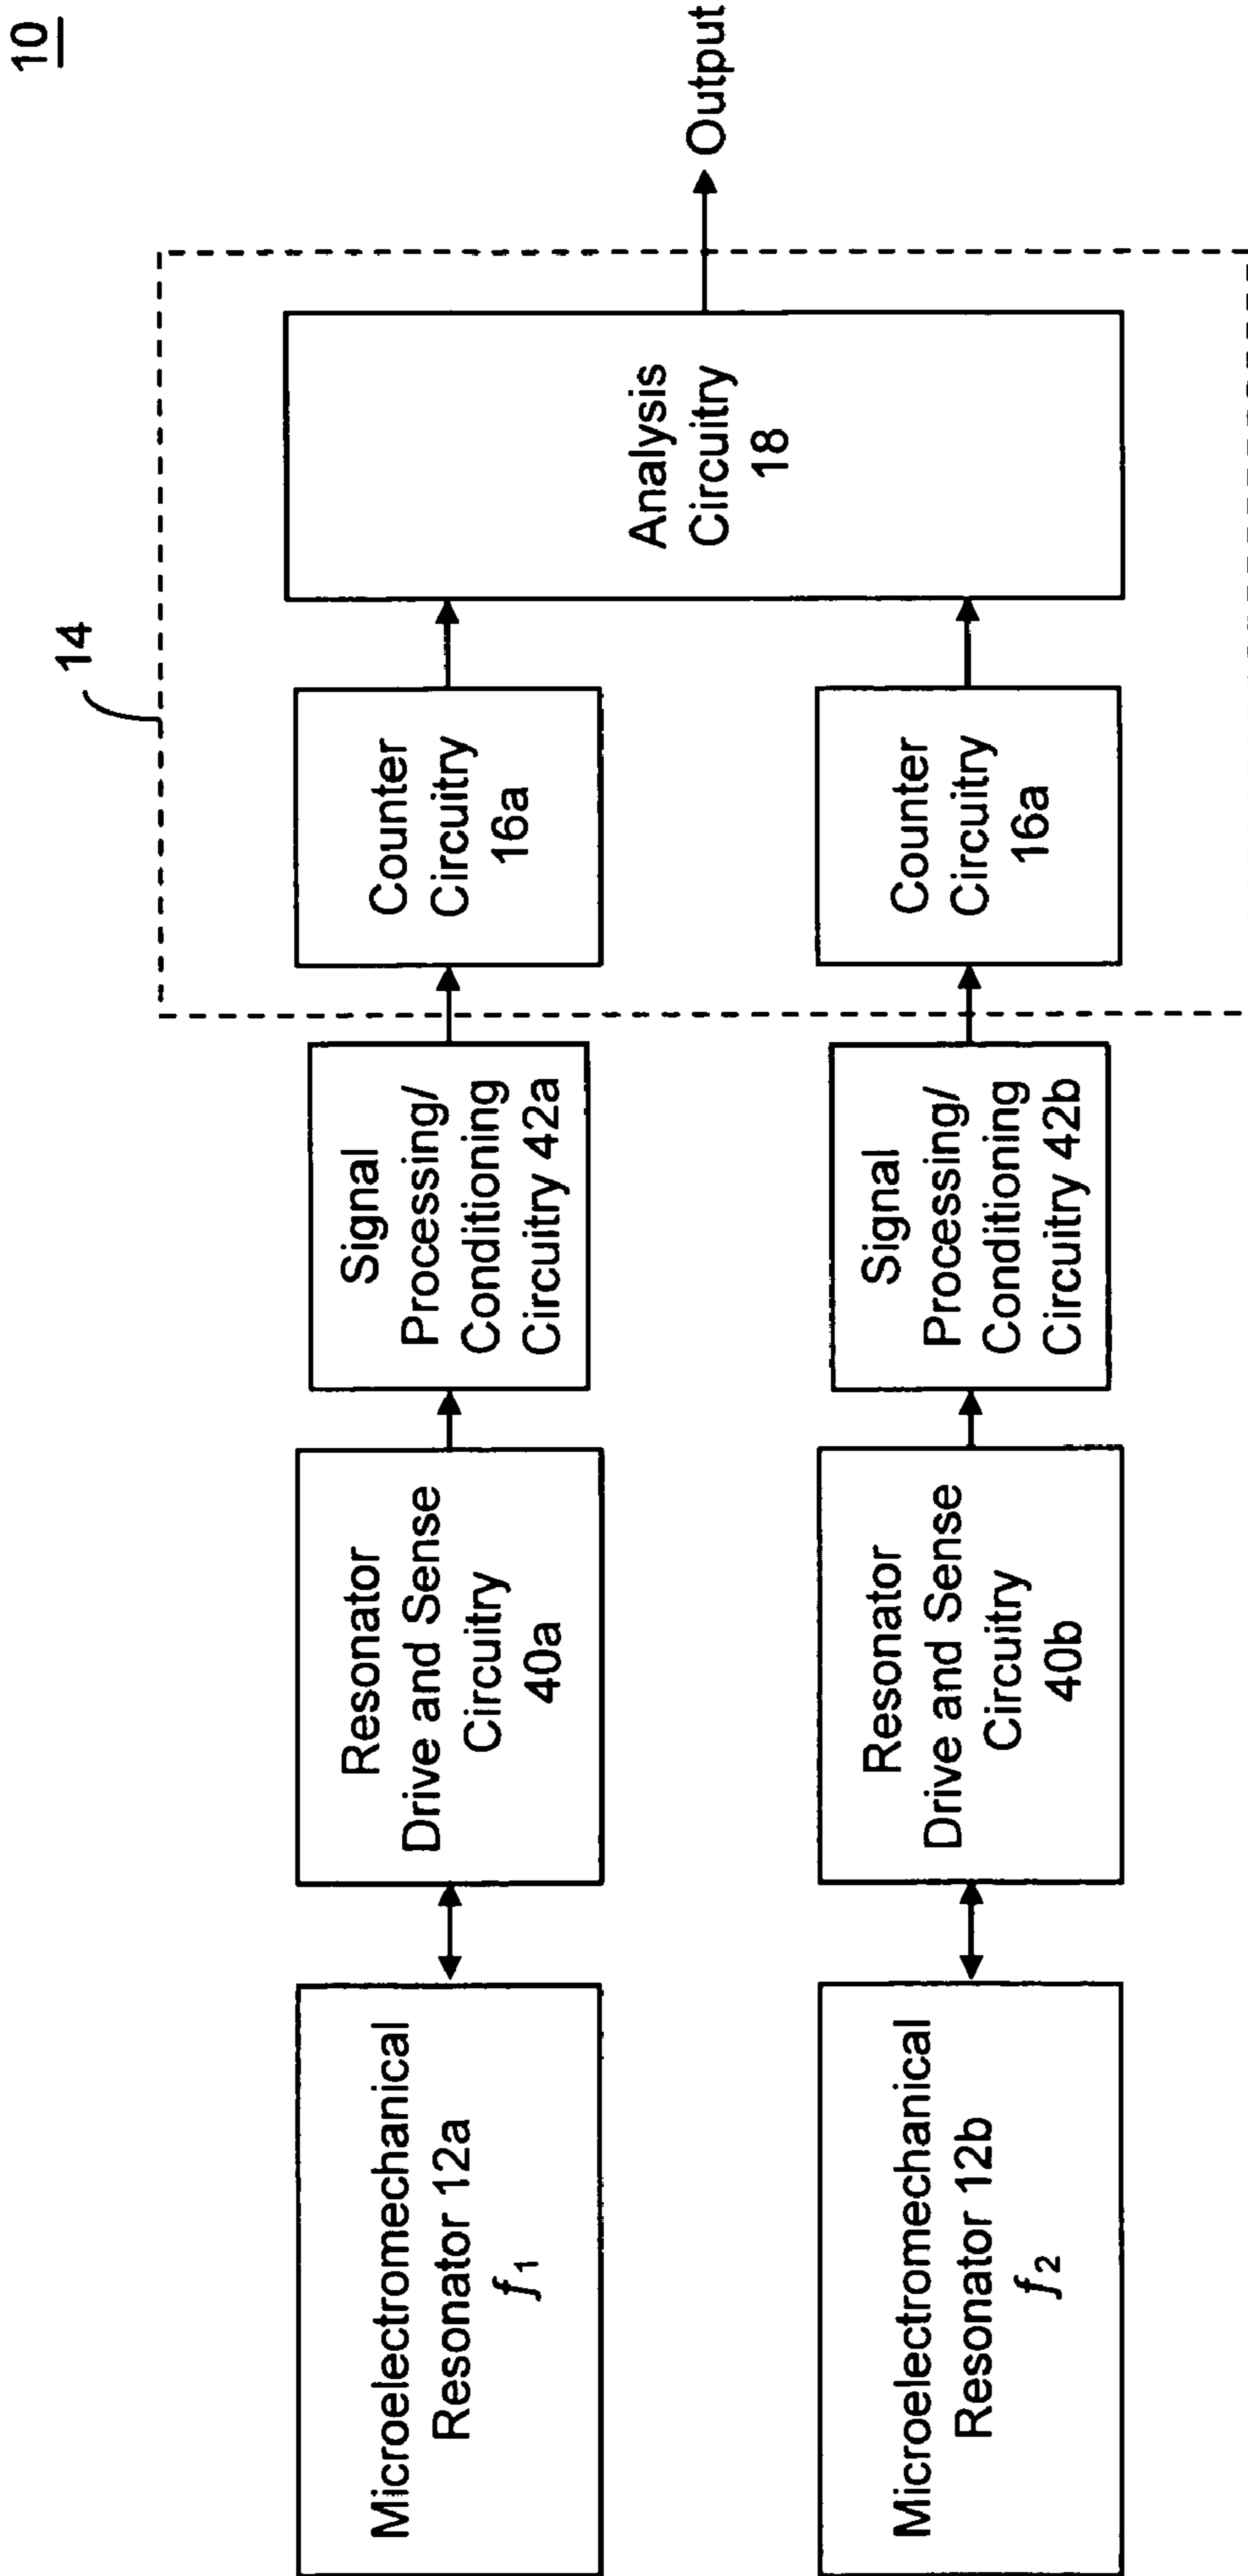 10
14
Microelectromechanical
Resonator 12a
f1
Resonator
Drive and Sense
Circuitry
40a
Signal
Processing/
Conditioning
Circuitry 42a
Counter
Circuitry
16a
Analysis
Circuitry
18
Output
Microelectromechanical
Resonator 12b
f2
Resonator
Drive and Sense
Circuitry
40b
Signal
Processing/
Conditioning
Circuitry 42b
Counter
Circuitry
16a